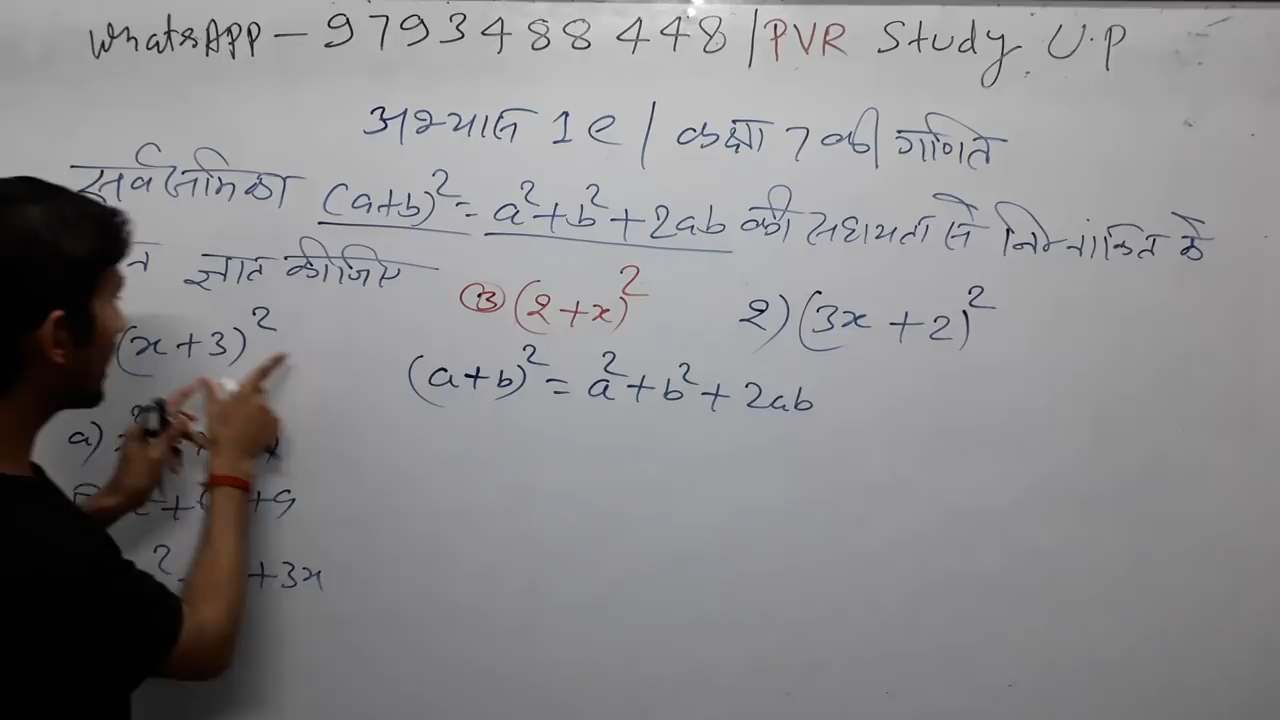 WhatsAPP - 9793488448 / PVR Study U.P
अभ्यास 1e / कक्षा 7 की गणित
सर्वसमिका (a+b)² = a²+b²+2ab की सहायता से निम्नांकित के
ज्ञात कीजिए
③ (2+x)² 2) (3x+2)²
(x+3)²
(a+b)² = a²+b²+2ab
a)
+9
+3x